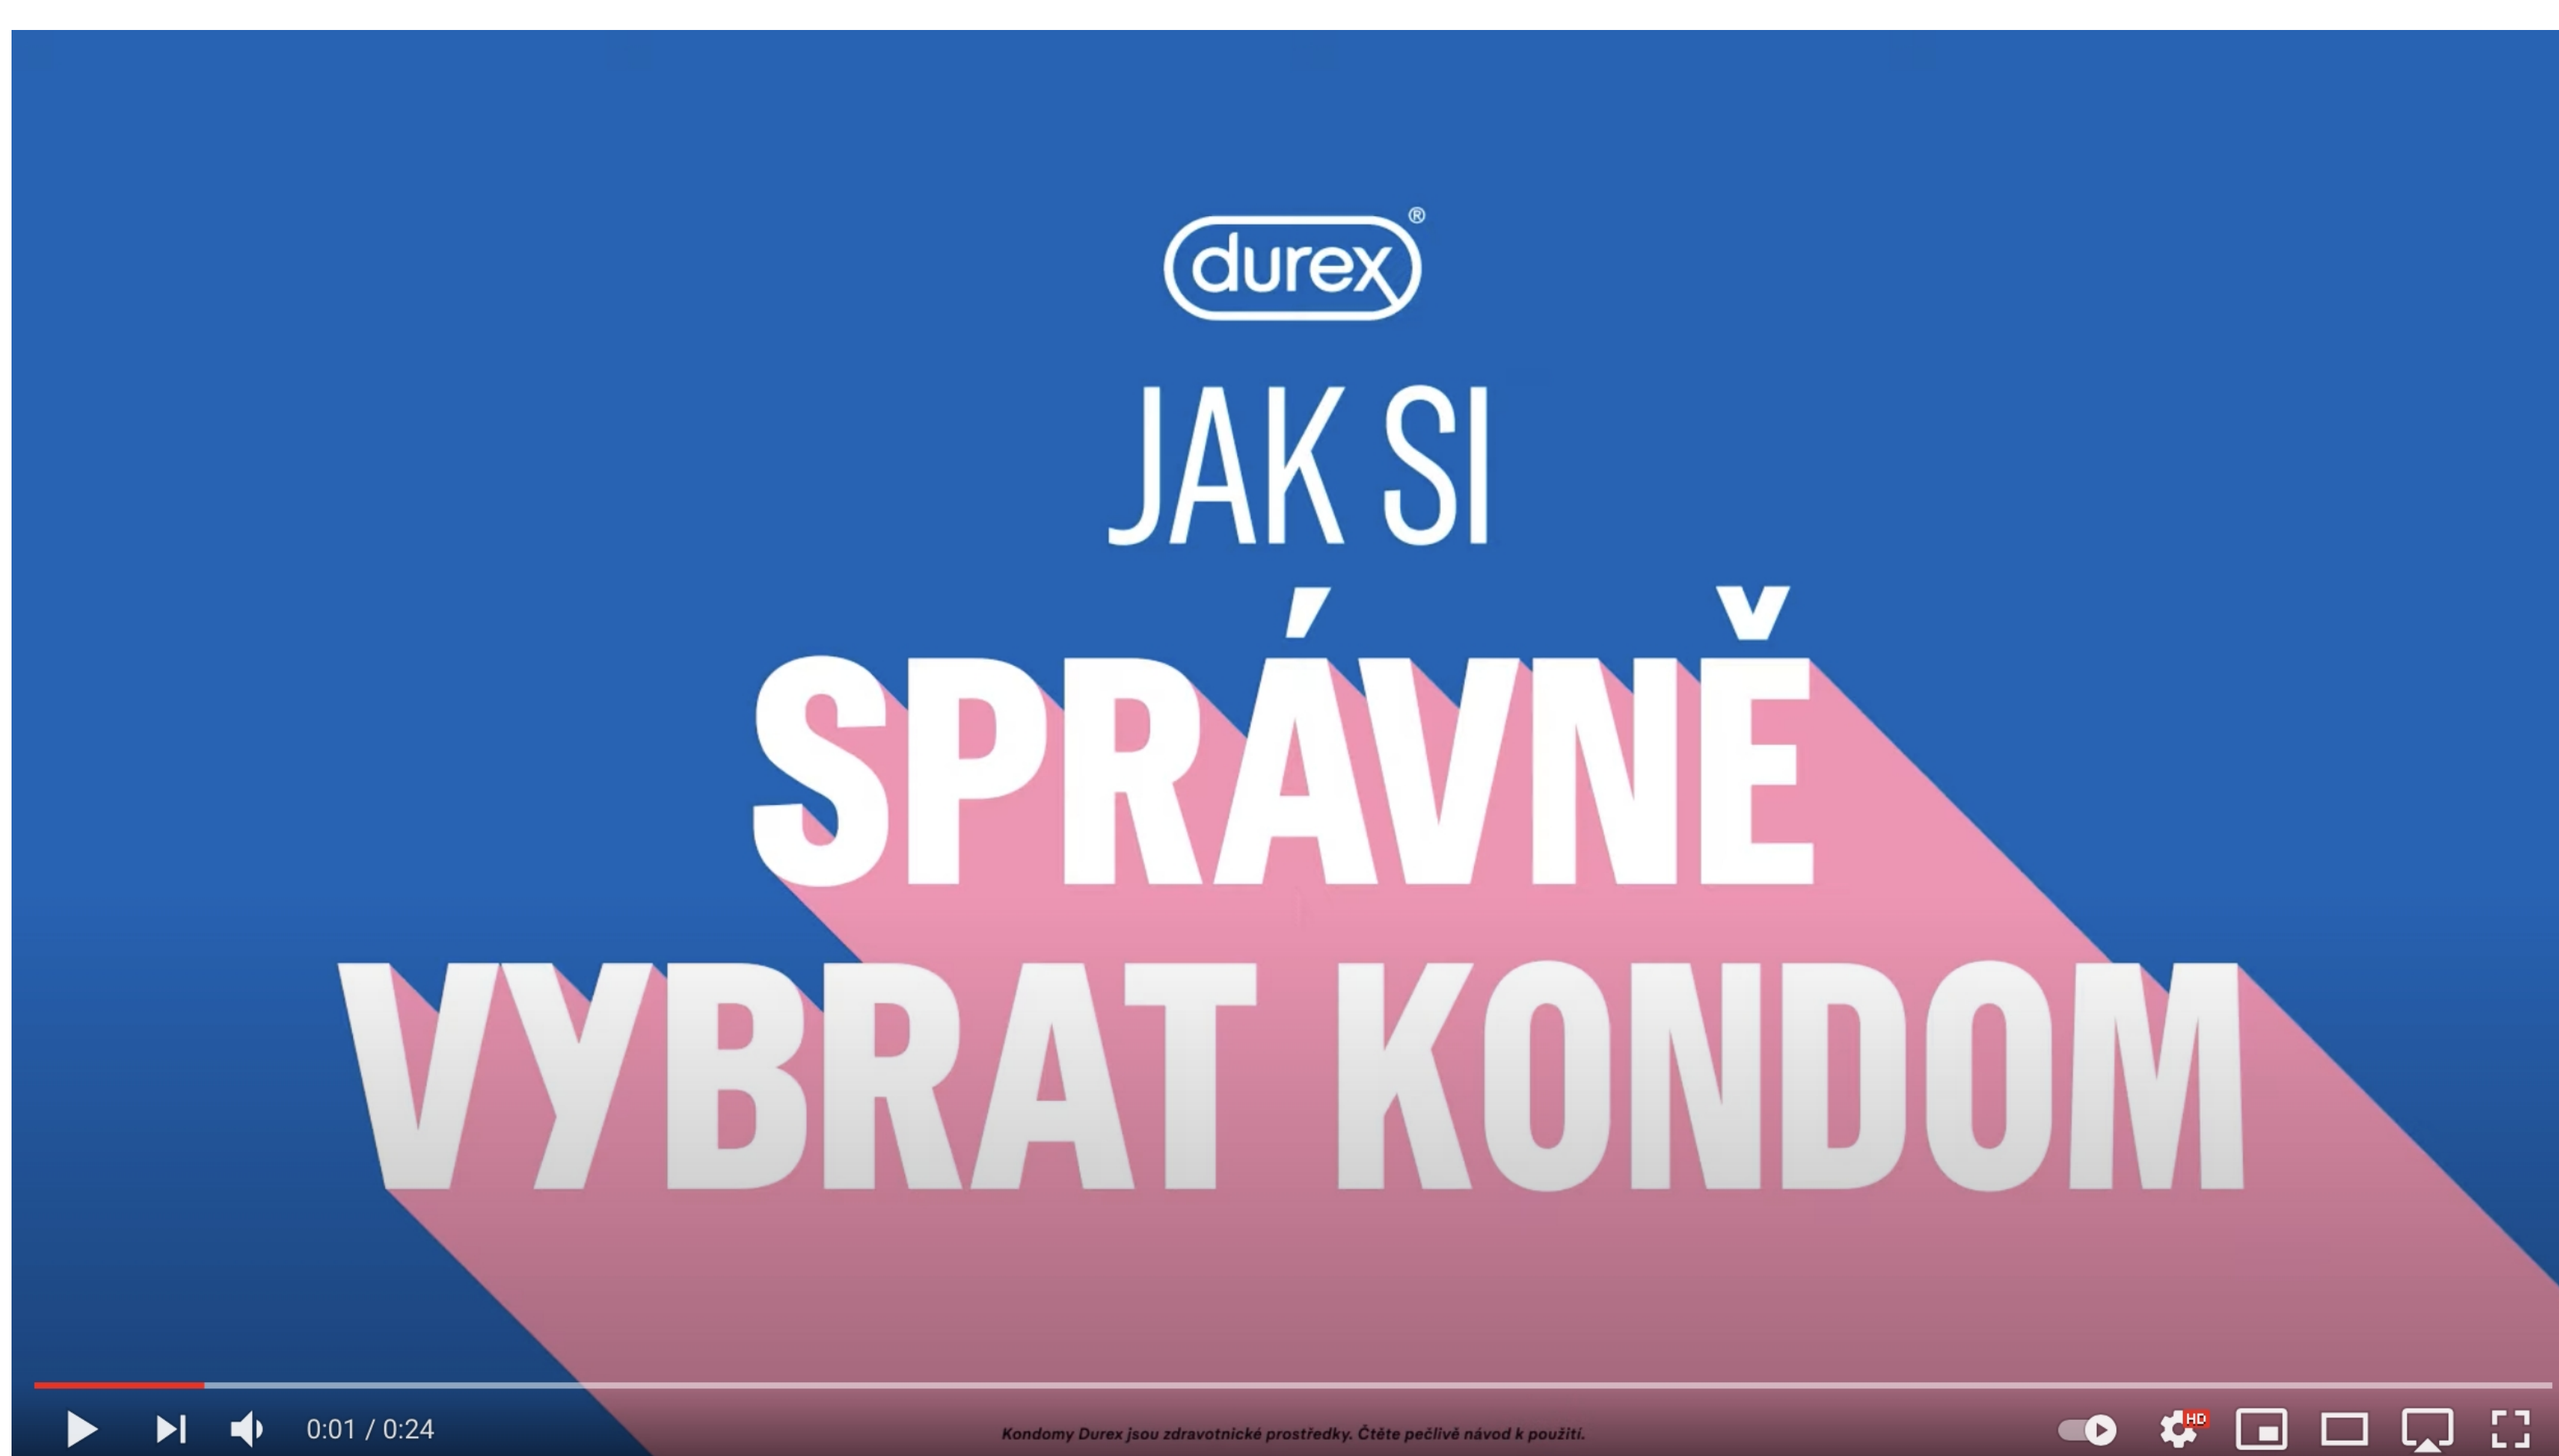 durex®
JAK SI
SPRÁVNĚ
VYBRAT KONDOM
0:01 / 0:24
Kondomy Durex jsou zdravotnické prostředky. Čtěte pečlivě návod k použití.
HD